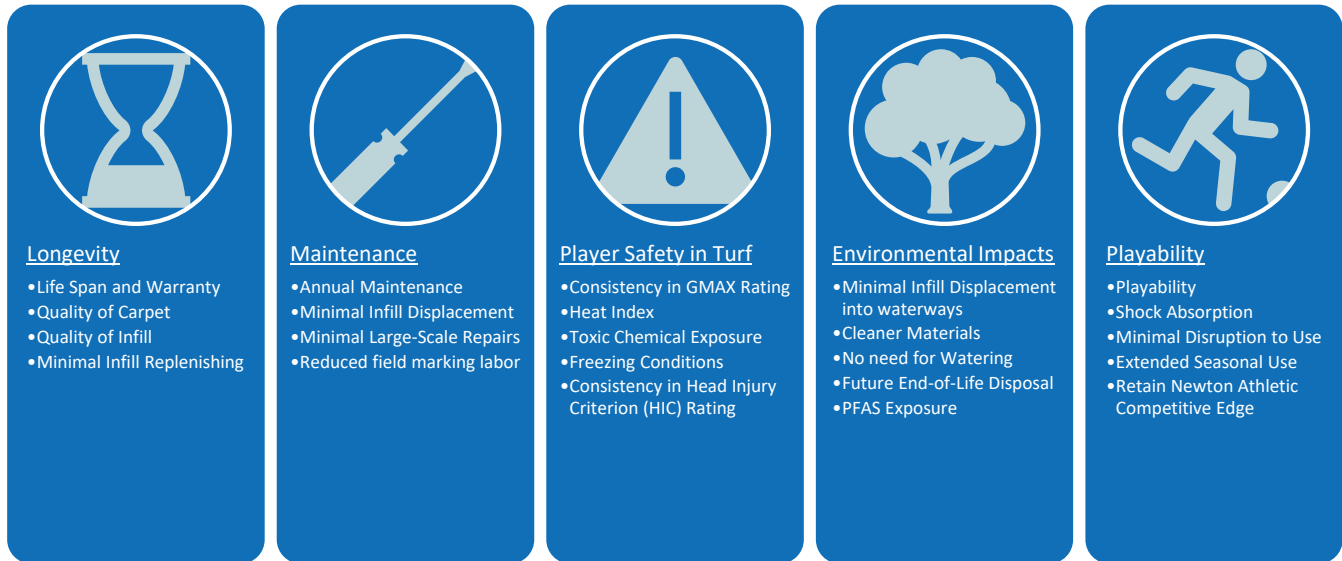 Longevity
•Life Span and Warranty
•Quality of Carpet
•Quality of Infill
•Minimal Infill Replenishing
Maintenance
•Annual Maintenance
•Minimal Infill Displacement
•Minimal Large-Scale Repairs
•Reduced field marking labor
Player Safety in Turf
•Consistency in GMAX Rating
•Heat Index
•Toxic Chemical Exposure
•Freezing Conditions
•Consistency in Head Injury
Criterion (HIC) Rating
Environmental Impacts
•Minimal Infill Displacement
into waterways
•Cleaner Materials
•No need for Watering
•Future End-of-Life Disposal
•PFAS Exposure
Playability
•Playability
•Shock Absorption
•Minimal Disruption to Use
•Extended Seasonal Use
•Retain Newton Athletic
Competitive Edge